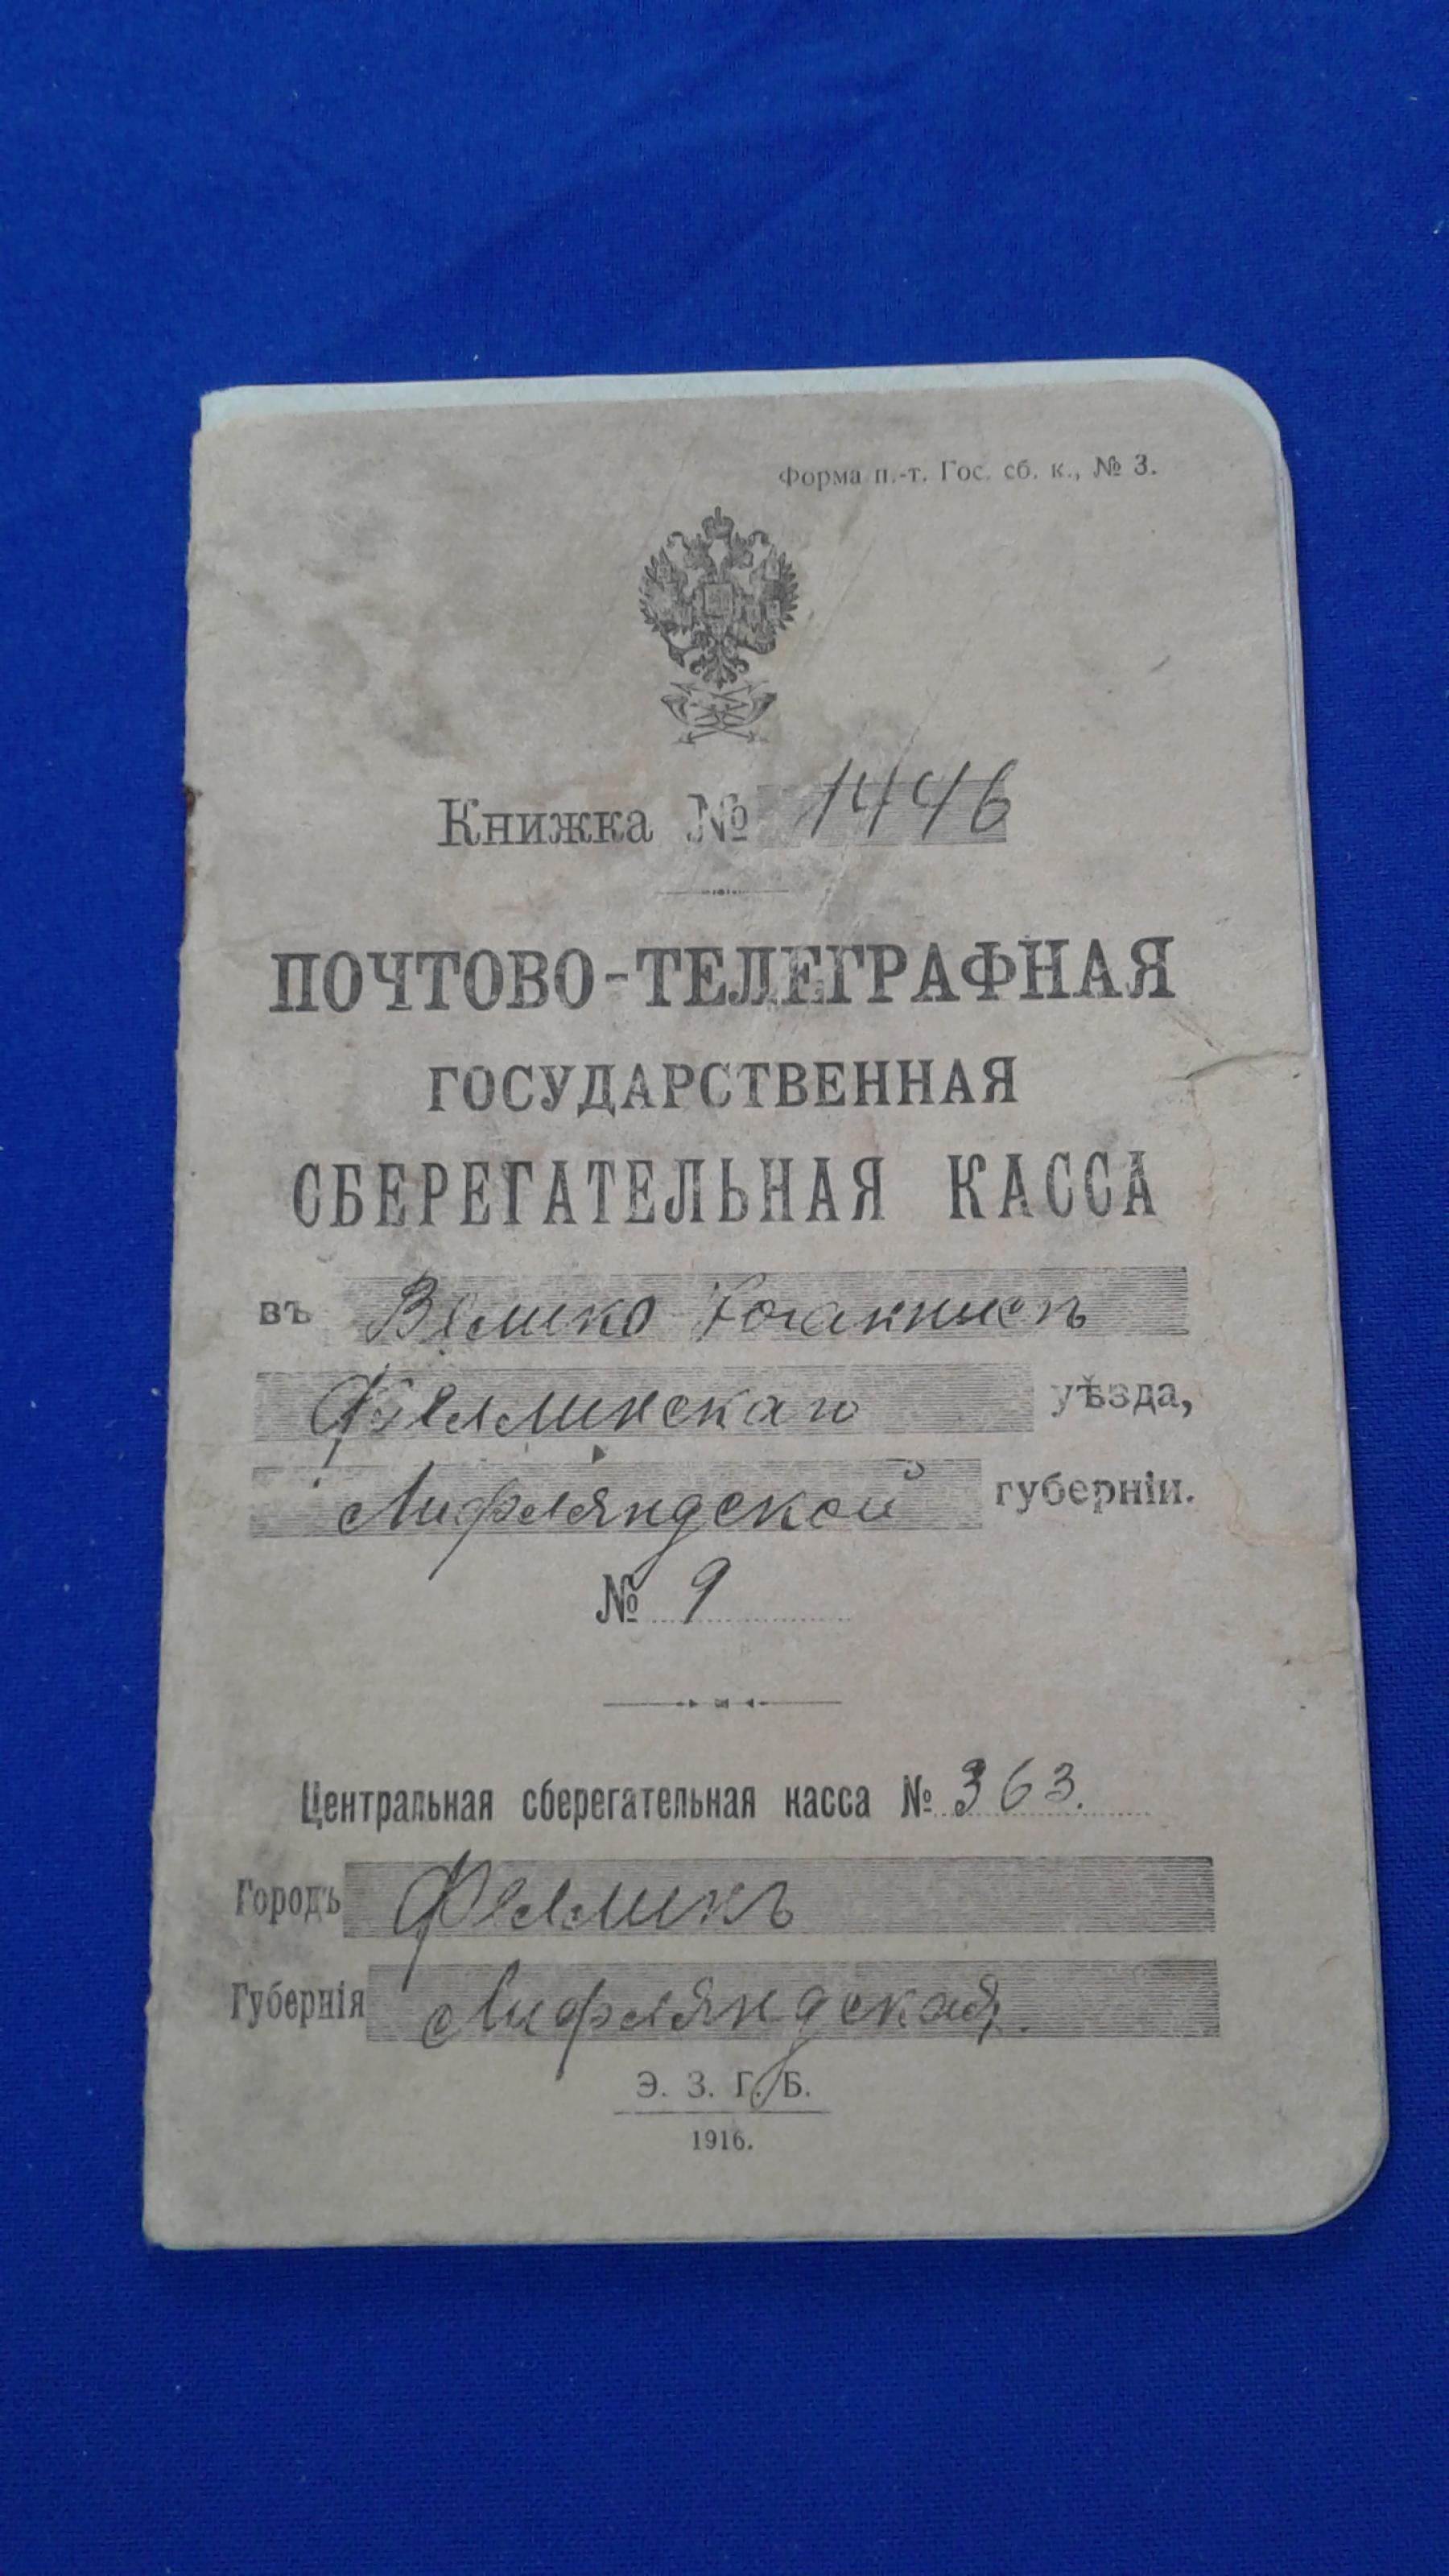 Форма п.-т. Гос. сб. к., № 3.
Книжка № 1446
ПОЧТОВО-ТЕЛЕГРАФНАЯ
ГОСУДАРСТВЕННАЯ
СБЕРЕГАТЕЛЬНАЯ КАССА
въ Велико
Феллинскаго уѣзда,
Лифляндской губерніи.
№ 9
Центральная сберегательная касса № 363.
Городъ Феллинъ
Губернія Лифляндская.
Э. З. Г. Б.
1916.